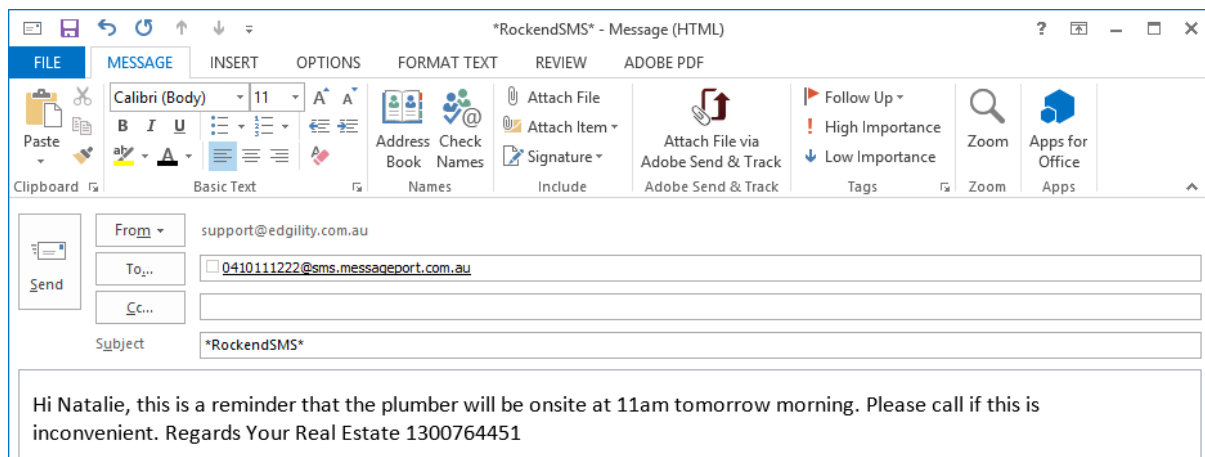 *RockendSMS* - Message (HTML)
?
FILE MESSAGE INSERT OPTIONS FORMAT TEXT REVIEW ADOBE PDF
Paste
Calibri (Body) 11 A A
B I U
aby A
Address Book
Check Names
Attach File
Attach Item
Signature
Attach File via
Adobe Send & Track
Follow Up
High Importance
Low Importance
Zoom
Apps for
Office
Clipboard Basic Text Names Include Adobe Send & Track Tags Zoom Apps
Send
From support@edgility.com.au
To... 0410111222@sms.messageport.com.au
Cc...
Subject *RockendSMS*
Hi Natalie, this is a reminder that the plumber will be onsite at 11am tomorrow morning. Please call if this is
inconvenient. Regards Your Real Estate 1300764451